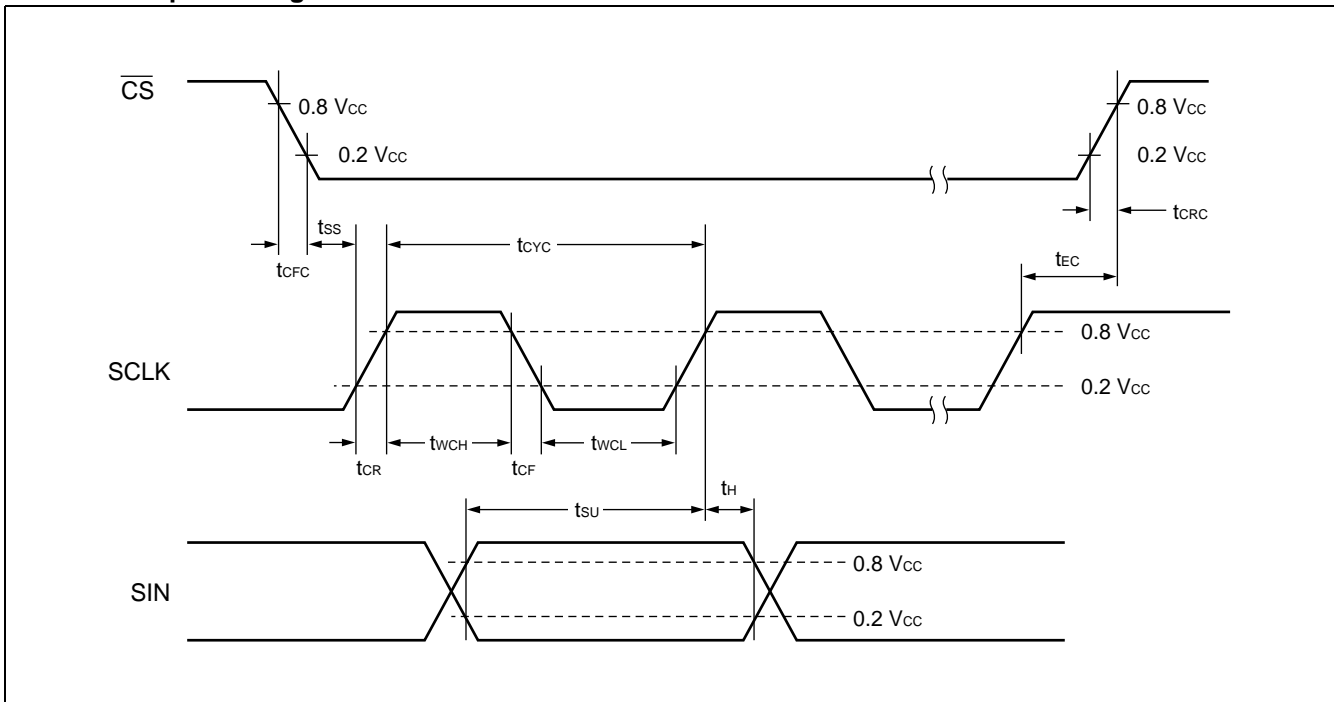 CS
0.8 VCC
0.8 VCC
0.2 VCC
0.2 VCC
tSS
tCRC
tCYC
tEC
tCFC
0.8 VCC
SCLK
0.2 VCC
tWCH
tWCL
tCR
tCF
tH
tSU
0.8 VCC
SIN
0.2 VCC